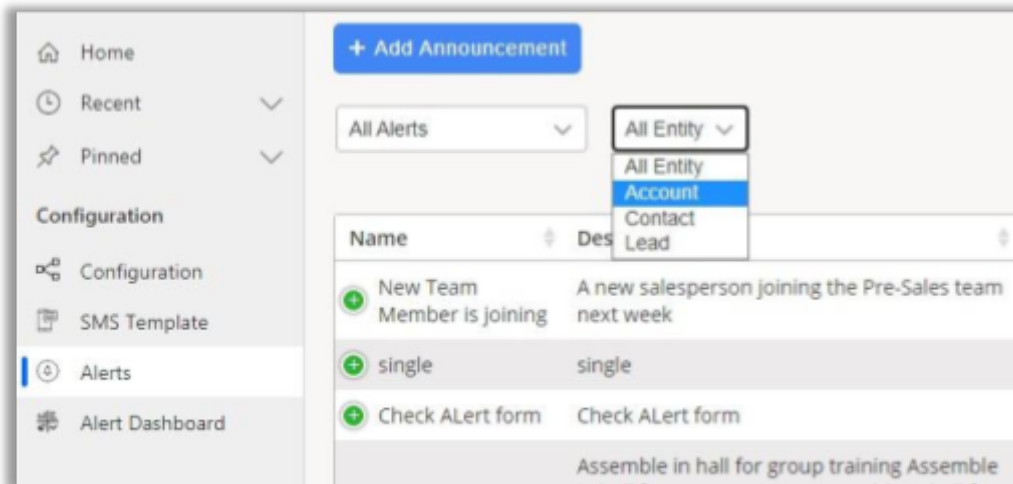 Home
Recent
Pinned
Configuration
Configuration
SMS Template
Alerts
Alert Dashboard
+ Add Announcement
All Alerts
All Entity
All Entity
Account
Contact
Lead
Name
Des
New Team
Member is joining
A new salesperson joining the Pre-Sales team
next week
single
single
Check ALert form
Check ALert form
Assemble in hall for group training Assemble